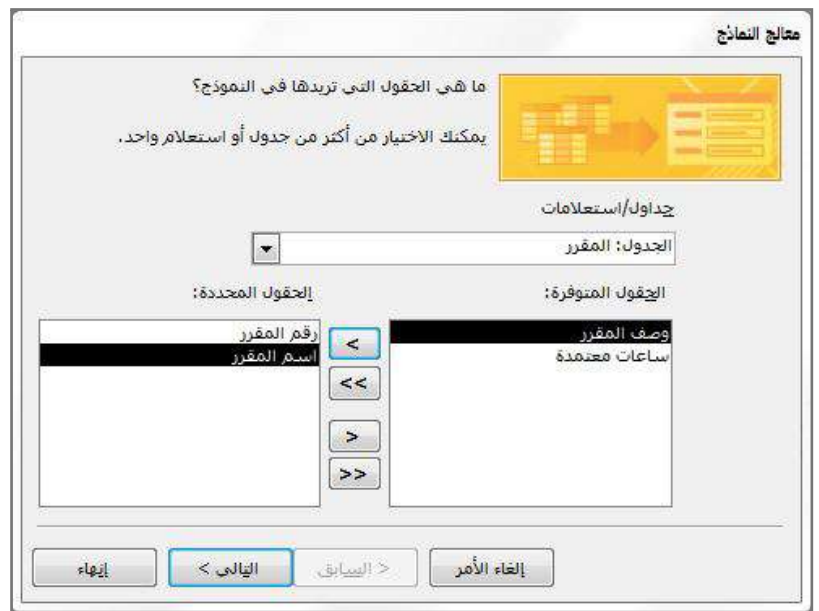 معالج النماذج
ما هي الحقول التي تريدها في النموذج؟
يمكنك الاختيار من أكثر من جدول أو استعلام واحد.
جداول/استعلامات
الجدول: المقرر
الحقول المتوفرة:
الحقول المحددة:
وصف المقرر
ساعات معتمدة
رقم المقرر
اسم المقرر
<
<<
>
>>
إلغاء الأمر
< السابق
التالي >
إنهاء